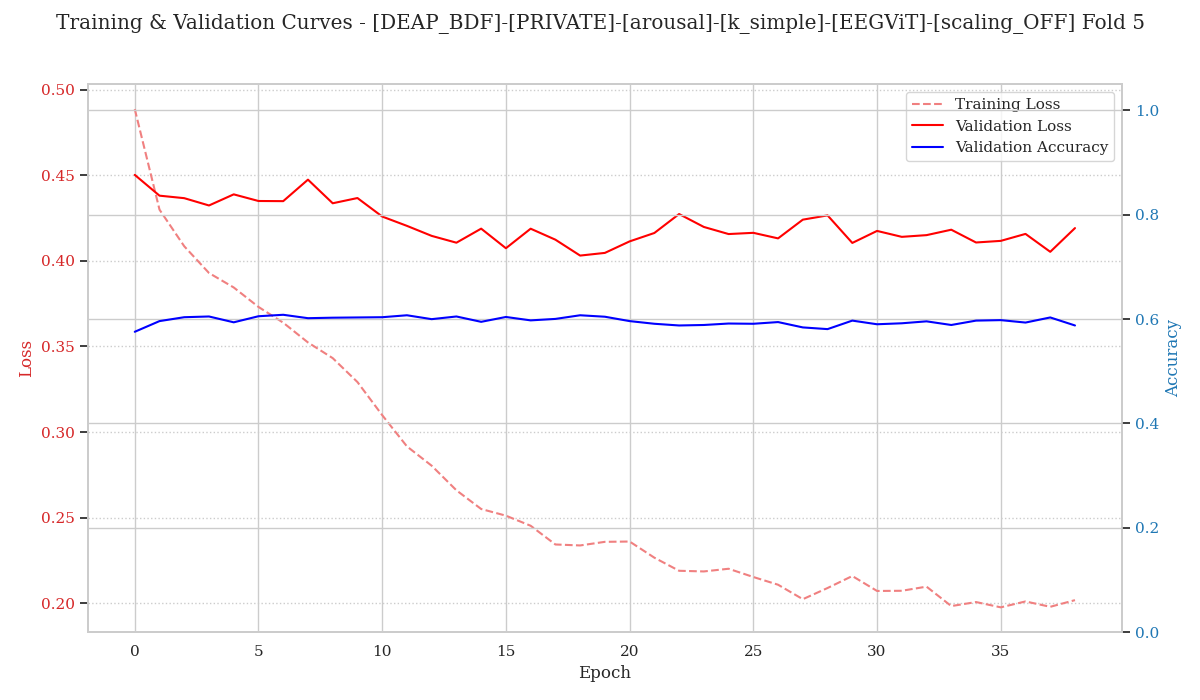 Training & Validation Curves - [DEAP_BDF]-[PRIVATE]-[arousal]-[k_simple]-[EEGViT]-[scaling_OFF] Fold 5
Training Loss
Validation Loss
Validation Accuracy
0.50
0.45
0.40
0.35
0.30
0.25
0.20
Loss
1.0
0.8
0.6
0.4
0.2
0.0
Accuracy
0 5 10 15 20 25 30 35
Epoch